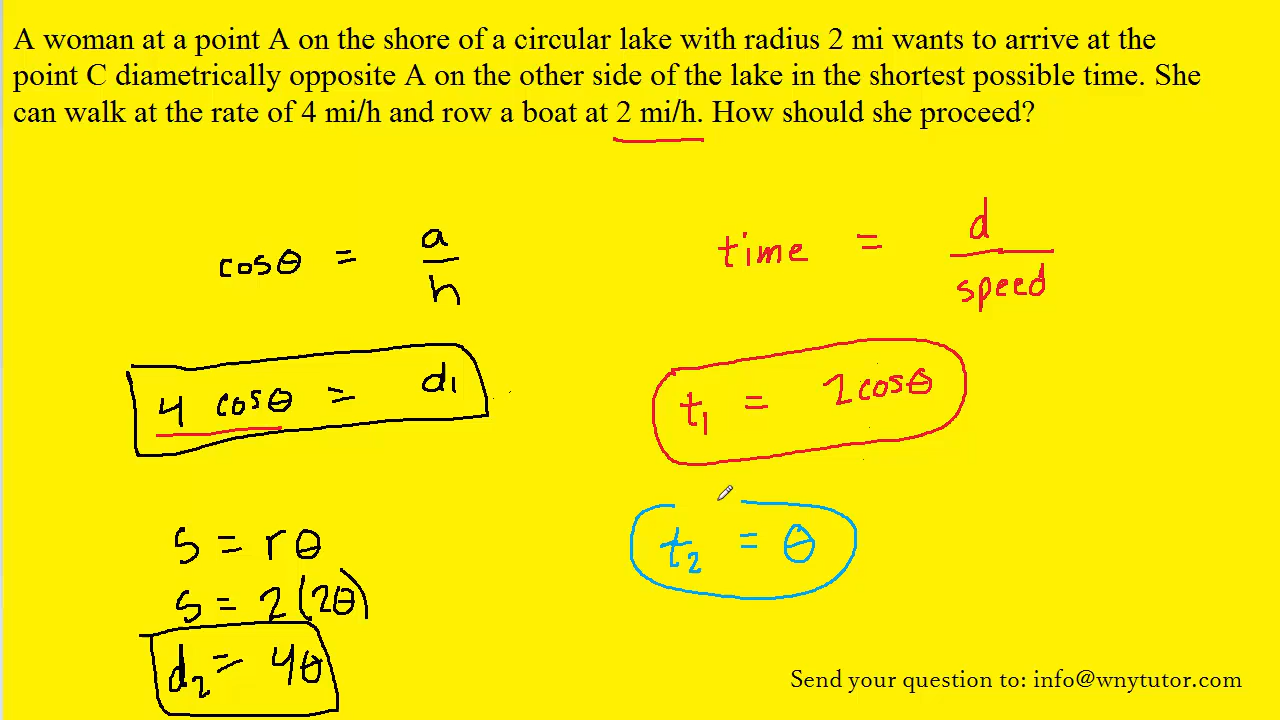 A woman at a point A on the shore of a circular lake with radius 2 mi wants to arrive at the
point C diametrically opposite A on the other side of the lake in the shortest possible time. She
can walk at the rate of 4 mi/h and row a boat at 2 mi/h. How should she proceed?
cosθ = a/h
time = d/speed
4 cosθ = d₁
t₁ = 2cosθ
s = rθ
t₂ = θ
s = 2(2θ)
d₂ = 4θ
Send your question to: info@wnytutor.com